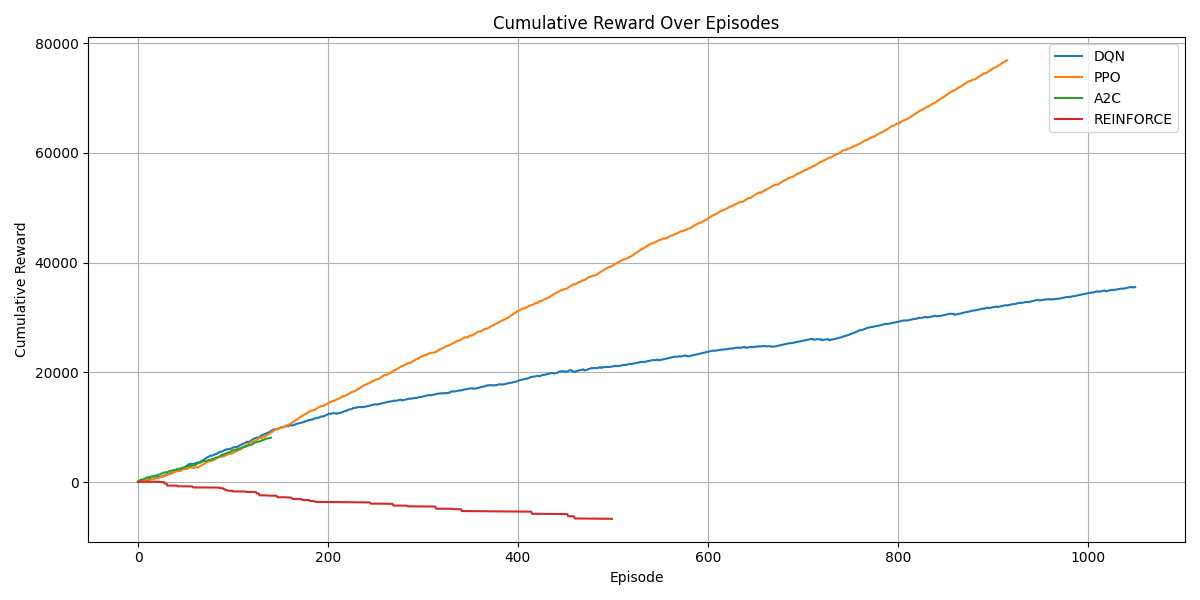 Cumulative Reward Over Episodes
DQN
PPO
A2C
REINFORCE
Cumulative Reward
80000
60000
40000
20000
0
0 200 400 600 800 1000
Episode